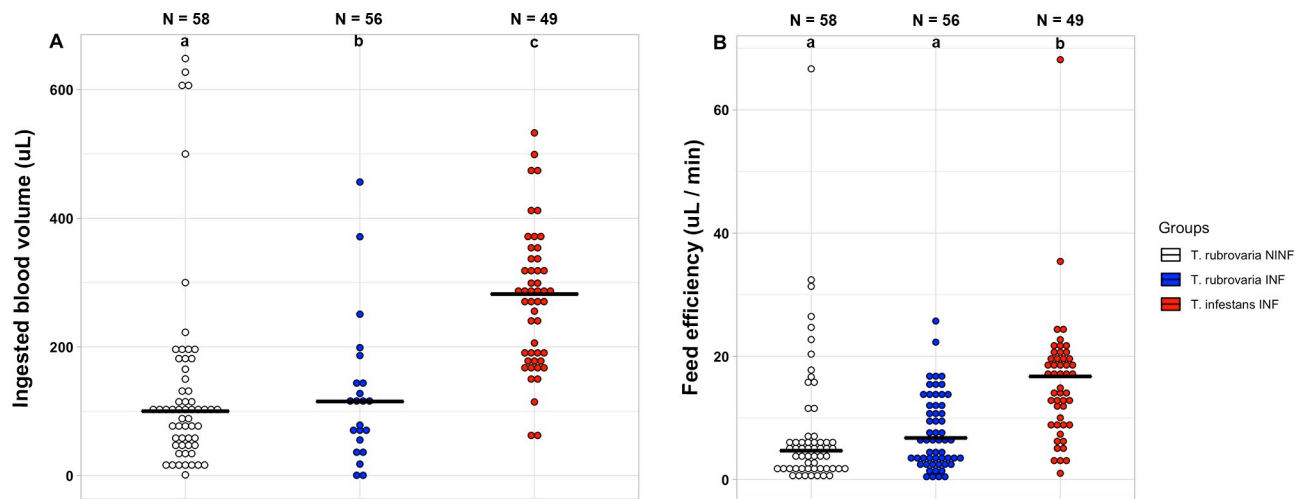 N = 58 N = 56 N = 49
A a b c
Ingested blood volume (uL)
600
400
200
0
N = 58 N = 56 N = 49
B a a b
Feed efficiency (uL / min)
60
40
20
0
Groups
T. rubrovaria NINF
T. rubrovaria INF
T. infestans INF